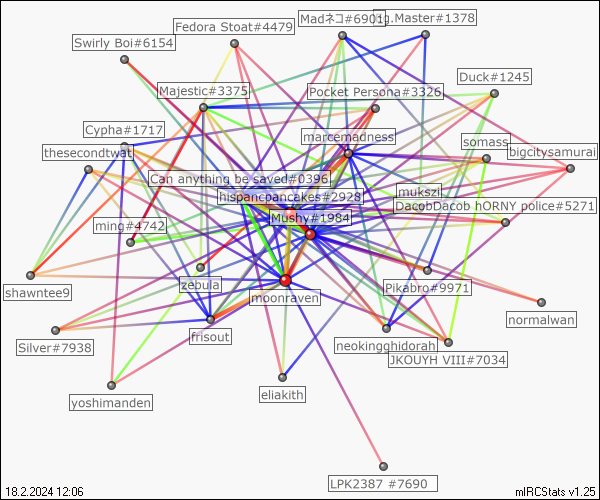 Madネコ#6901
g.Master#1378
Fedora Stoat#4479
Swirly Boi#6154
Duck#1245
Majestic#3375
Pocket Persona#3326
Cypha#1717
marcemadness
somass
thesecondtwat
bigcitysamurai
Can anything be saved#0396
mukszi
hispancpancakes#2928
DacobDacob hORNY police#5271
Mushy#1984
ming#4742
zebula
Pikabro#9971
shawntee9
moonraven
normalwan
frisout
neokingghidorah
Silver#7938
JKOUYH VIII#7034
eliakith
yoshimanden
LPK2387 #7690
18.2.2024 12:06
mIRCStats v1.25